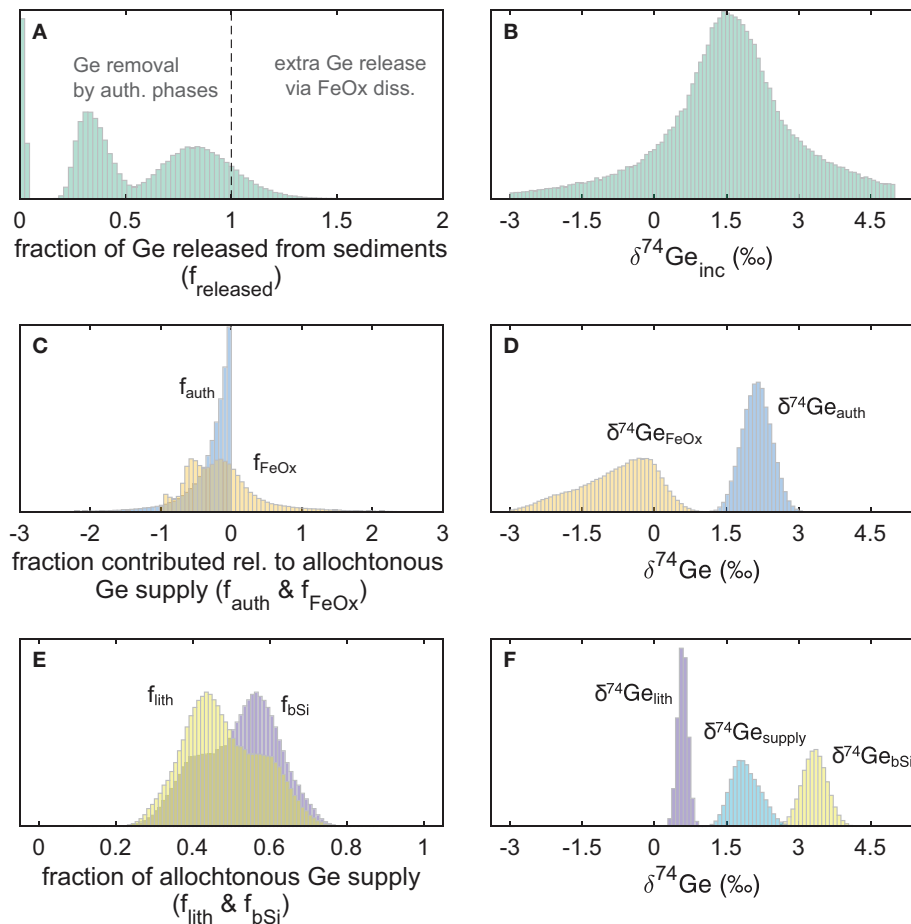 A
Ge removal
by auth. phases
extra Ge release
via FeOx diss.
0 0.5 1 1.5 2
fraction of Ge released from sediments
(f_released)
B
-3 -1.5 0 1.5 3 4.5
δ⁷⁴Ge_inc (‰)
C
f_auth
f_FeOx
-3 -2 -1 0 1 2 3
fraction contributed rel. to allochtonous
Ge supply (f_auth & f_FeOx)
D
δ⁷⁴Ge_FeOx
δ⁷⁴Ge_auth
-3 -1.5 0 1.5 3 4.5
δ⁷⁴Ge (‰)
E
f_lith
f_bSi
0 0.2 0.4 0.6 0.8 1
fraction of allochtonous Ge supply
(f_lith & f_bSi)
F
δ⁷⁴Ge_lith
δ⁷⁴Ge_supply
δ⁷⁴Ge_bSi
-3 -1.5 0 1.5 3 4.5
δ⁷⁴Ge (‰)